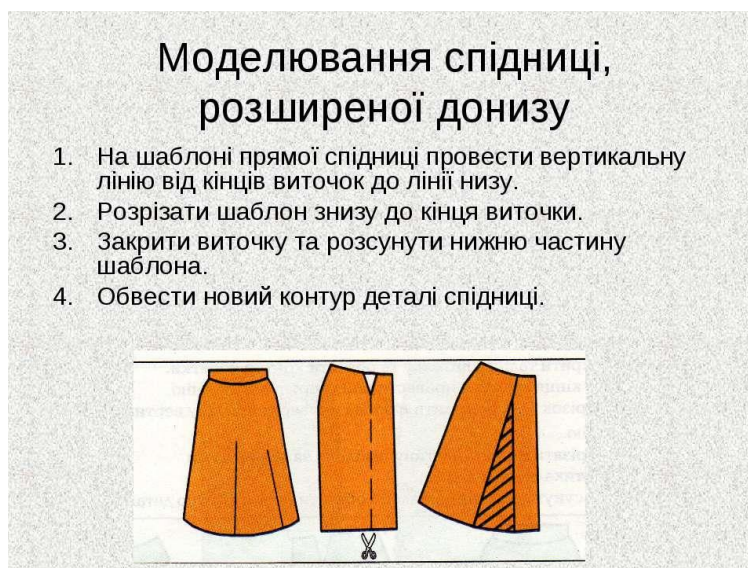 Моделювання спідниці,
розширеної донизу
1. На шаблоні прямої спідниці провести вертикальну
лінію від кінців виточок до лінії низу.
2. Розрізати шаблон знизу до кінця виточки.
3. Закрити виточку та розсунути нижню частину
шаблона.
4. Обвести новий контур деталі спідниці.